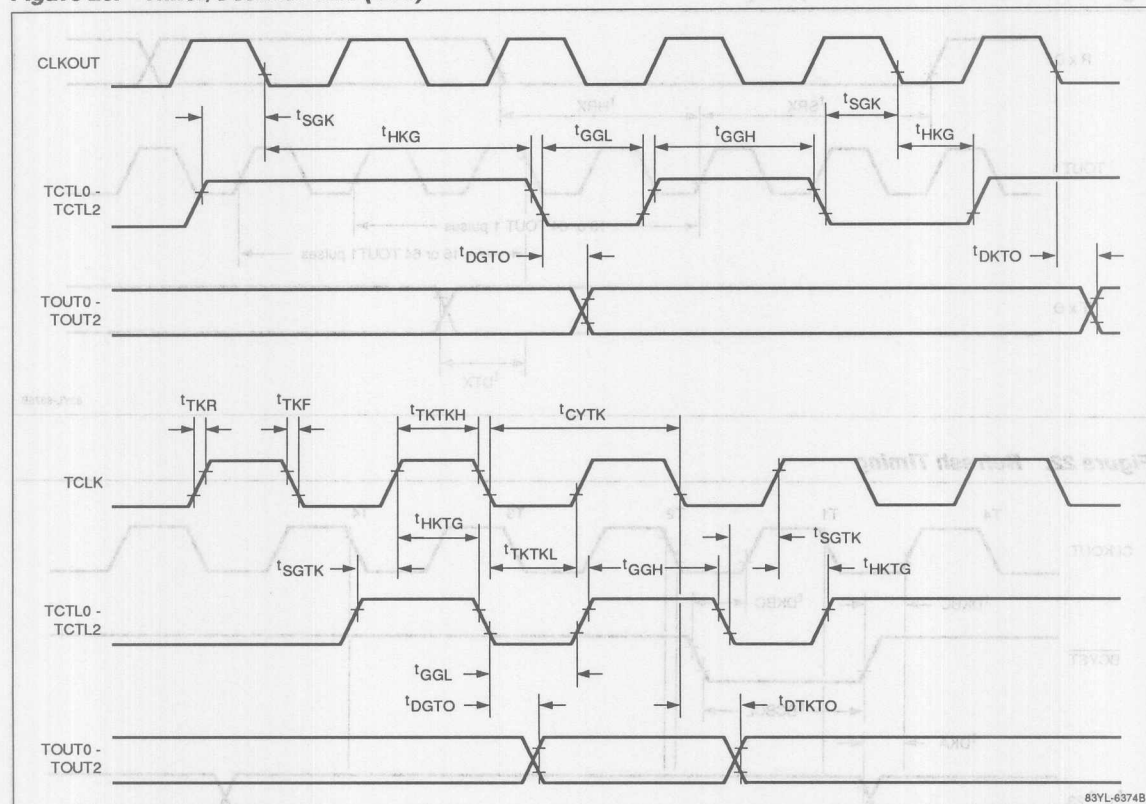 CLKOUT
tSGK
tSGK
tHKG
tGGL
tGGH
tHKG
TCTL0 -
TCTL2
tDGTO
tDKTO
TOUT0 -
TOUT2
tTKR
tTKF
tTKTKH
tCYTK
TCLK
tHKTG
tSGTK
tSGTK
tTKTKL
tGGH
tHKTG
TCTL0 -
TCTL2
tGGL
tDGTO
tDTKTO
TOUT0 -
TOUT2
83YL-6374B